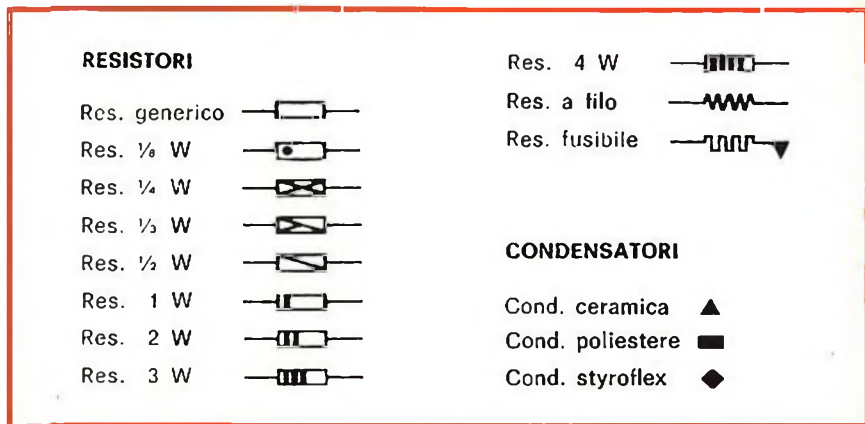 RESISTORI
Res. generico
Res. 1/8 W
Res. 1/4 W
Res. 1/3 W
Res. 1/2 W
Res. 1 W
Res. 2 W
Res. 3 W
Res. 4 W
Res. a filo
Res. fusibile
CONDENSATORI
Cond. ceramica
Cond. poliestere
Cond. styroflex